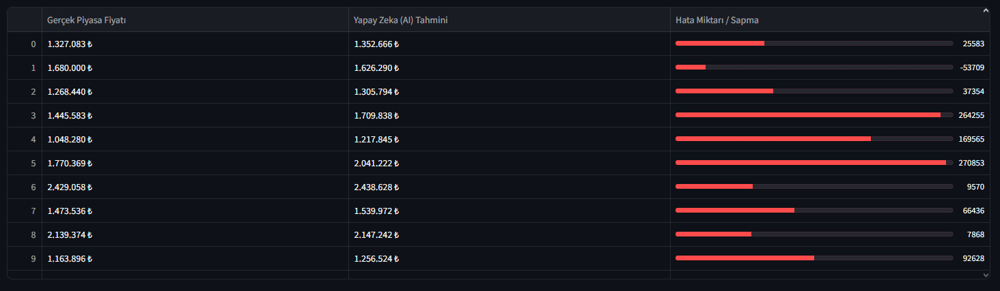 Gerçek Piyasa Fiyatı Yapay Zeka (AI) Tahmini Hata Miktarı / Sapma
0 1.327.083 ₺ 1.352.666 ₺ 25583
1 1.680.000 ₺ 1.626.290 ₺ -53709
2 1.268.440 ₺ 1.305.794 ₺ 37354
3 1.445.583 ₺ 1.709.838 ₺ 264255
4 1.048.280 ₺ 1.217.845 ₺ 169565
5 1.770.369 ₺ 2.041.222 ₺ 270853
6 2.429.058 ₺ 2.438.628 ₺ 9570
7 1.473.536 ₺ 1.539.972 ₺ 66436
8 2.139.374 ₺ 2.147.242 ₺ 7868
9 1.163.896 ₺ 1.256.524 ₺ 92628